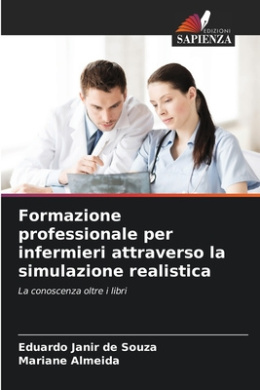 EDIZIONI
SAPIENZA
Formazione
professionale per
infermieri attraverso la
simulazione realistica
La conoscenza oltre i libri
Eduardo Janir de Souza
Mariane Almeida